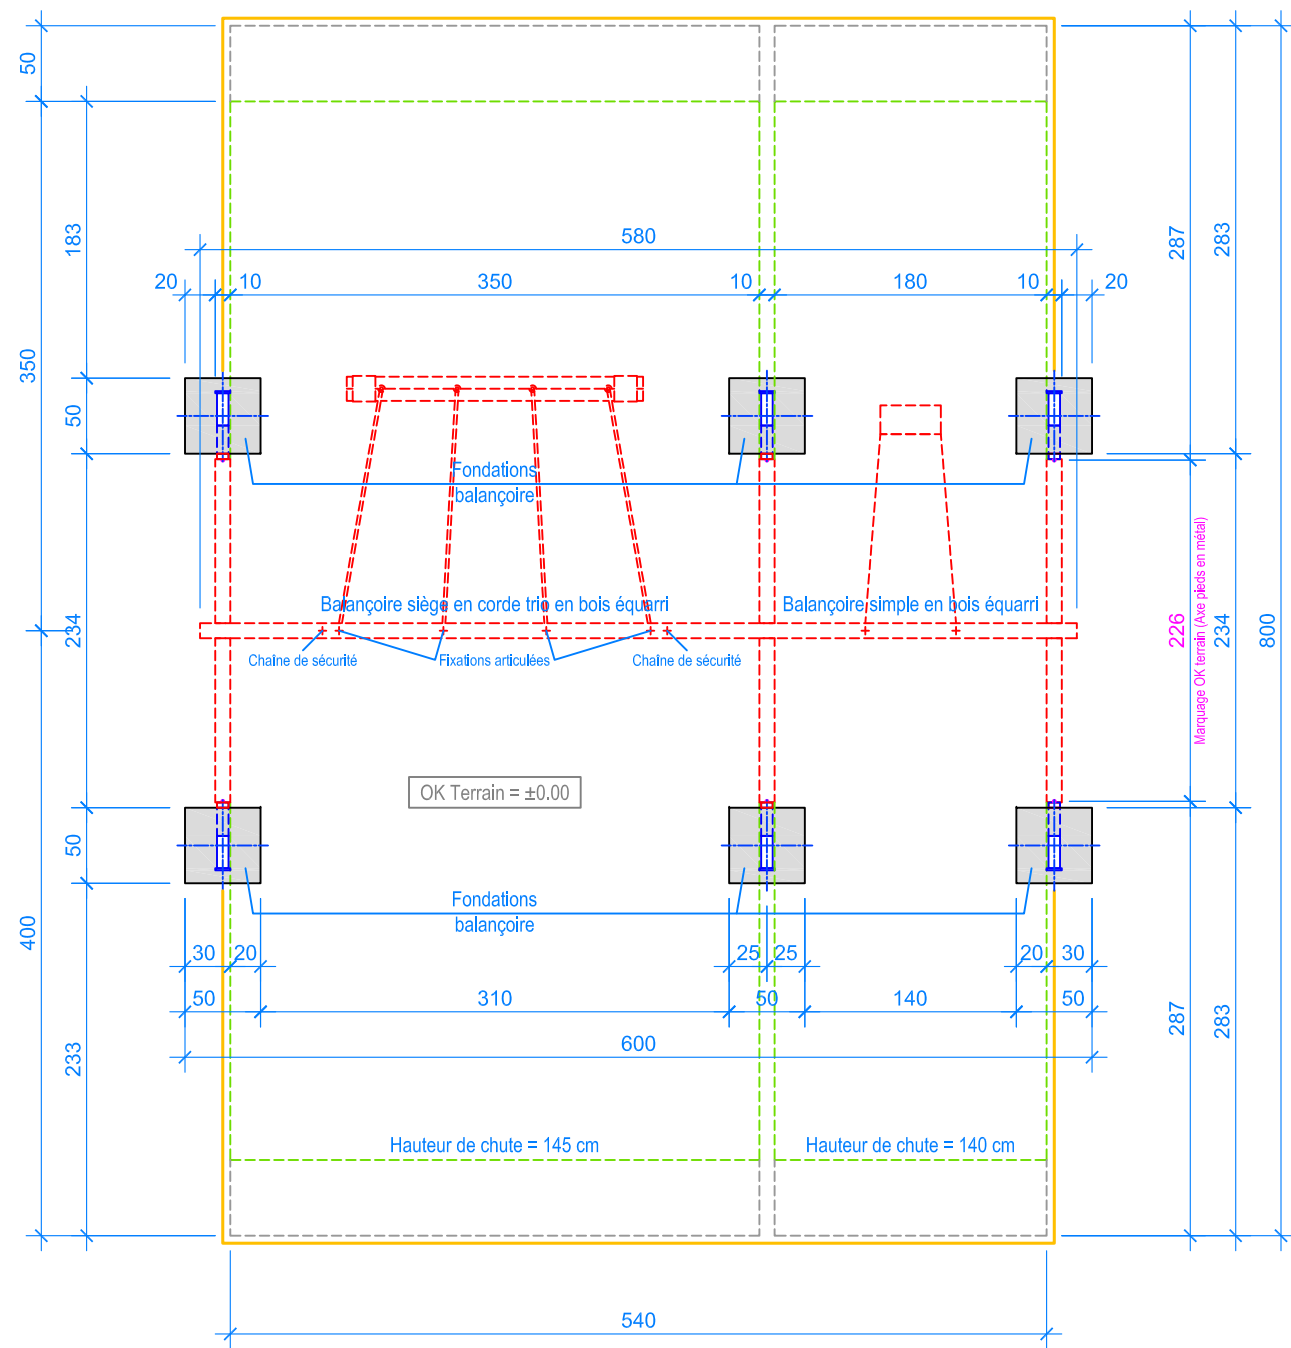 50
183
580
287
283
20
10
350
10
180
10
20
350
50
Fondations
balançoire
Balançoire siège en corde trio en bois équarri
Balançoire simple en bois équarri
234
226
Marquage OK terrain (Axe pieds en métal)
234
800
Chaîne de sécurité
Fixations articulées
Chaîne de sécurité
OK Terrain = ±0.00
50
Fondations
balançoire
400
30
20
25
25
20
30
50
310
50
140
50
287
283
600
233
Hauteur de chute = 145 cm
Hauteur de chute = 140 cm
540